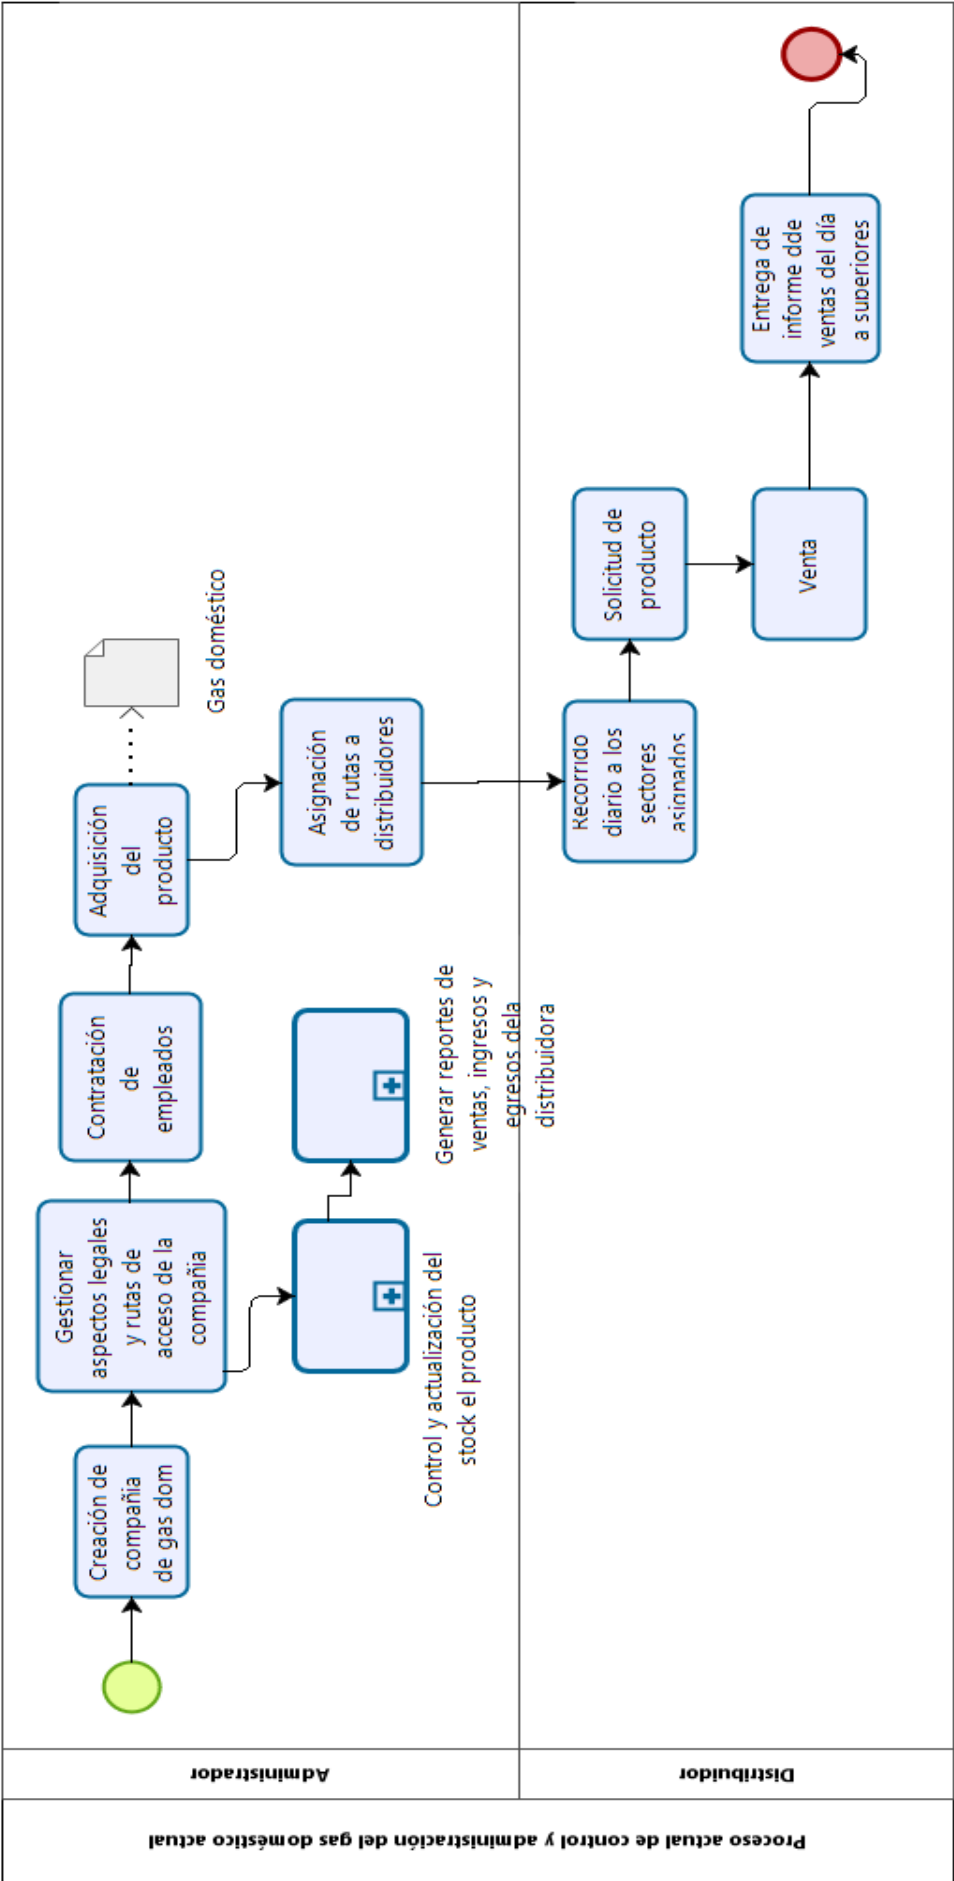 Proceso actual de control y administración del gas doméstico actual
Administrador
Creación de
compañia
de gas dom
Gestionar
aspectos legales
y rutas de
acceso de la
compañia
Contratación
de
empleados
Adquisición
del
producto
Gas doméstico
Control y actualización del
stock el producto
Generar reportes de
ventas, ingresos y
egresos dela
distribuidora
Asignación
de rutas a
distribuidores
Distribuidor
Recorrido
diario a los
sectores
asignados
Solicitud de
producto
Venta
Entrega de
informe dde
ventas del día
a superiores